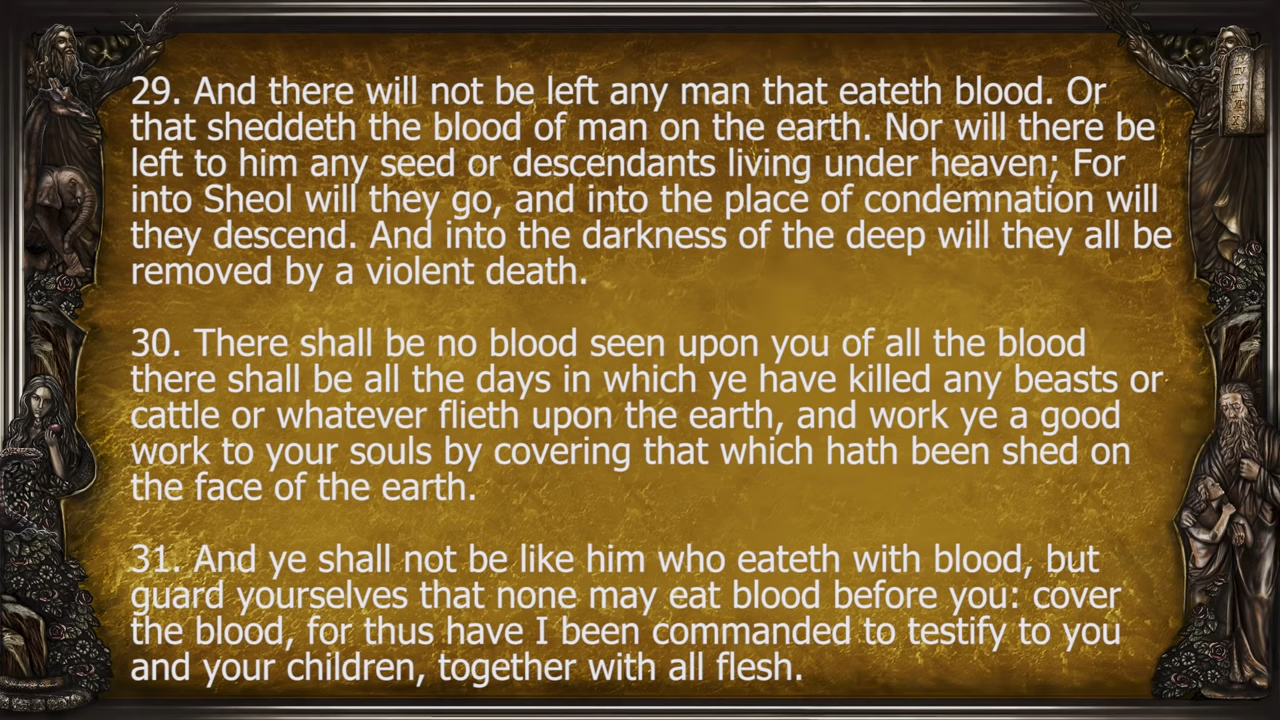 29. And there will not be left any man that eateth blood. Or
that sheddeth the blood of man on the earth. Nor will there be
left to him any seed or descendants living under heaven; For
into Sheol will they go, and into the place of condemnation will
they descend. And into the darkness of the deep will they all be
removed by a violent death.
30. There shall be no blood seen upon you of all the blood
there shall be all the days in which ye have killed any beasts or
cattle or whatever flieth upon the earth, and work ye a good
work to your souls by covering that which hath been shed on
the face of the earth.
31. And ye shall not be like him who eateth with blood, but
guard yourselves that none may eat blood before you: cover
the blood, for thus have I been commanded to testify to you
and your children, together with all flesh.